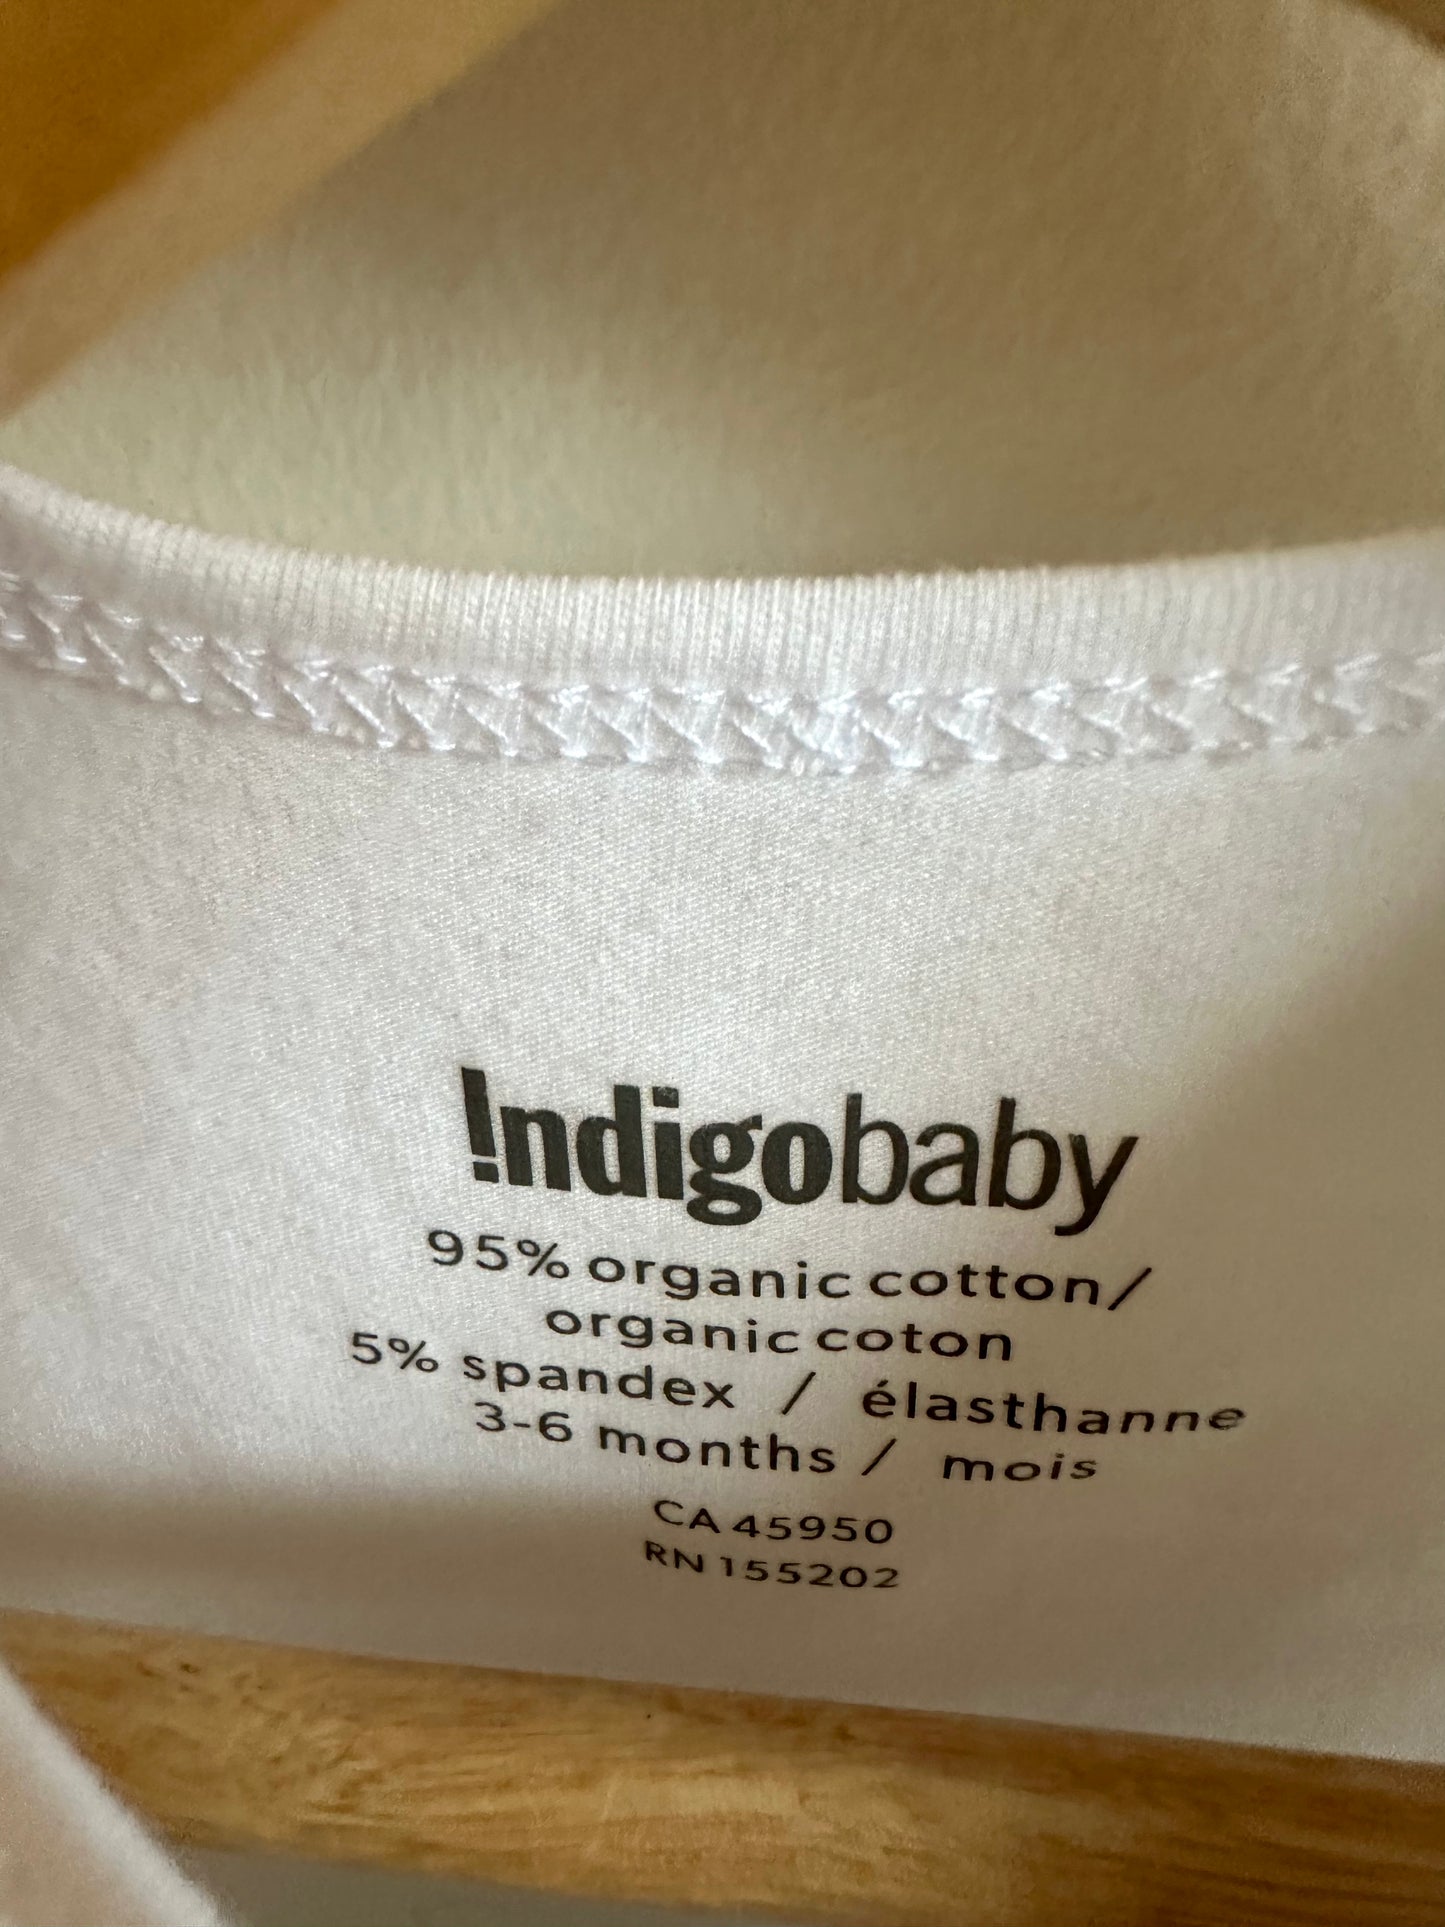 !ndigobaby
95% organic cotton/
organic coton
5% spandex / élasthanne
3-6 months / mois
CA 45950
RN 155202